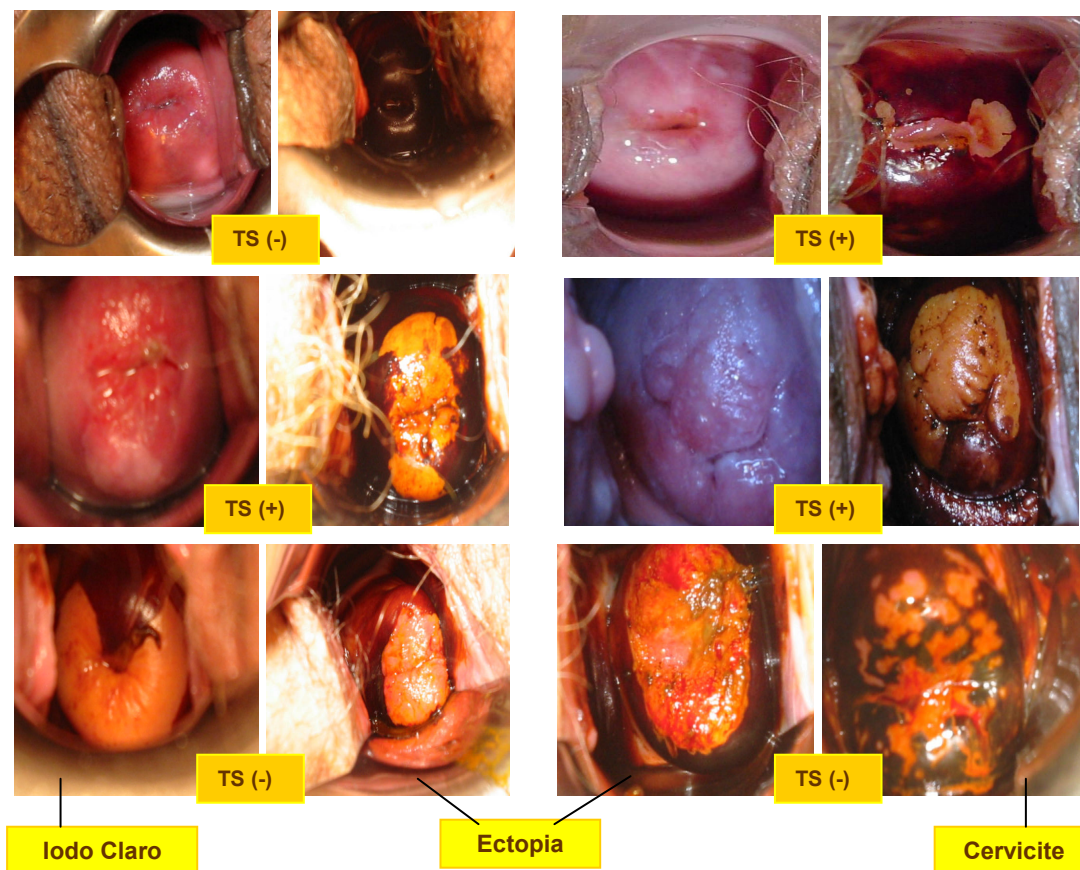 TS (-)
TS (+)
TS (+)
TS (+)
TS (-)
TS (-)
Iodo Claro
Ectopia
Cervicite